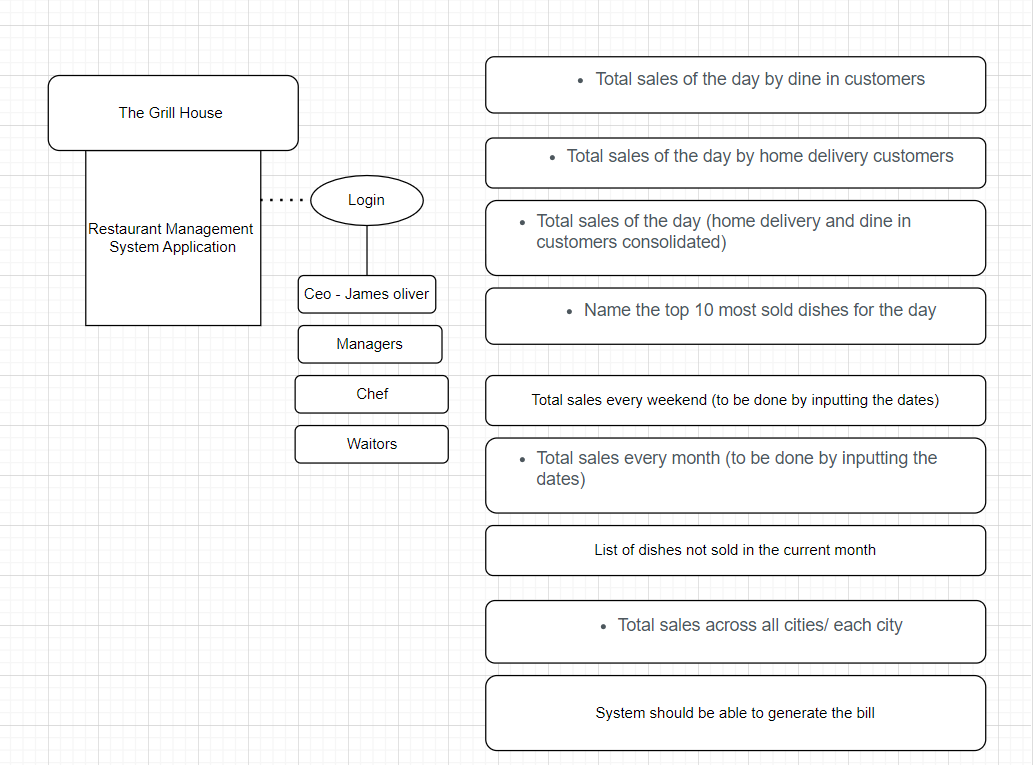 The Grill House
Restaurant Management
System Application
Login
Ceo - James oliver
Managers
Chef
Waitors
• Total sales of the day by dine in customers
• Total sales of the day by home delivery customers
• Total sales of the day (home delivery and dine in
customers consolidated)
• Name the top 10 most sold dishes for the day
Total sales every weekend (to be done by inputting the dates)
• Total sales every month (to be done by inputting the
dates)
List of dishes not sold in the current month
• Total sales across all cities/ each city
System should be able to generate the bill